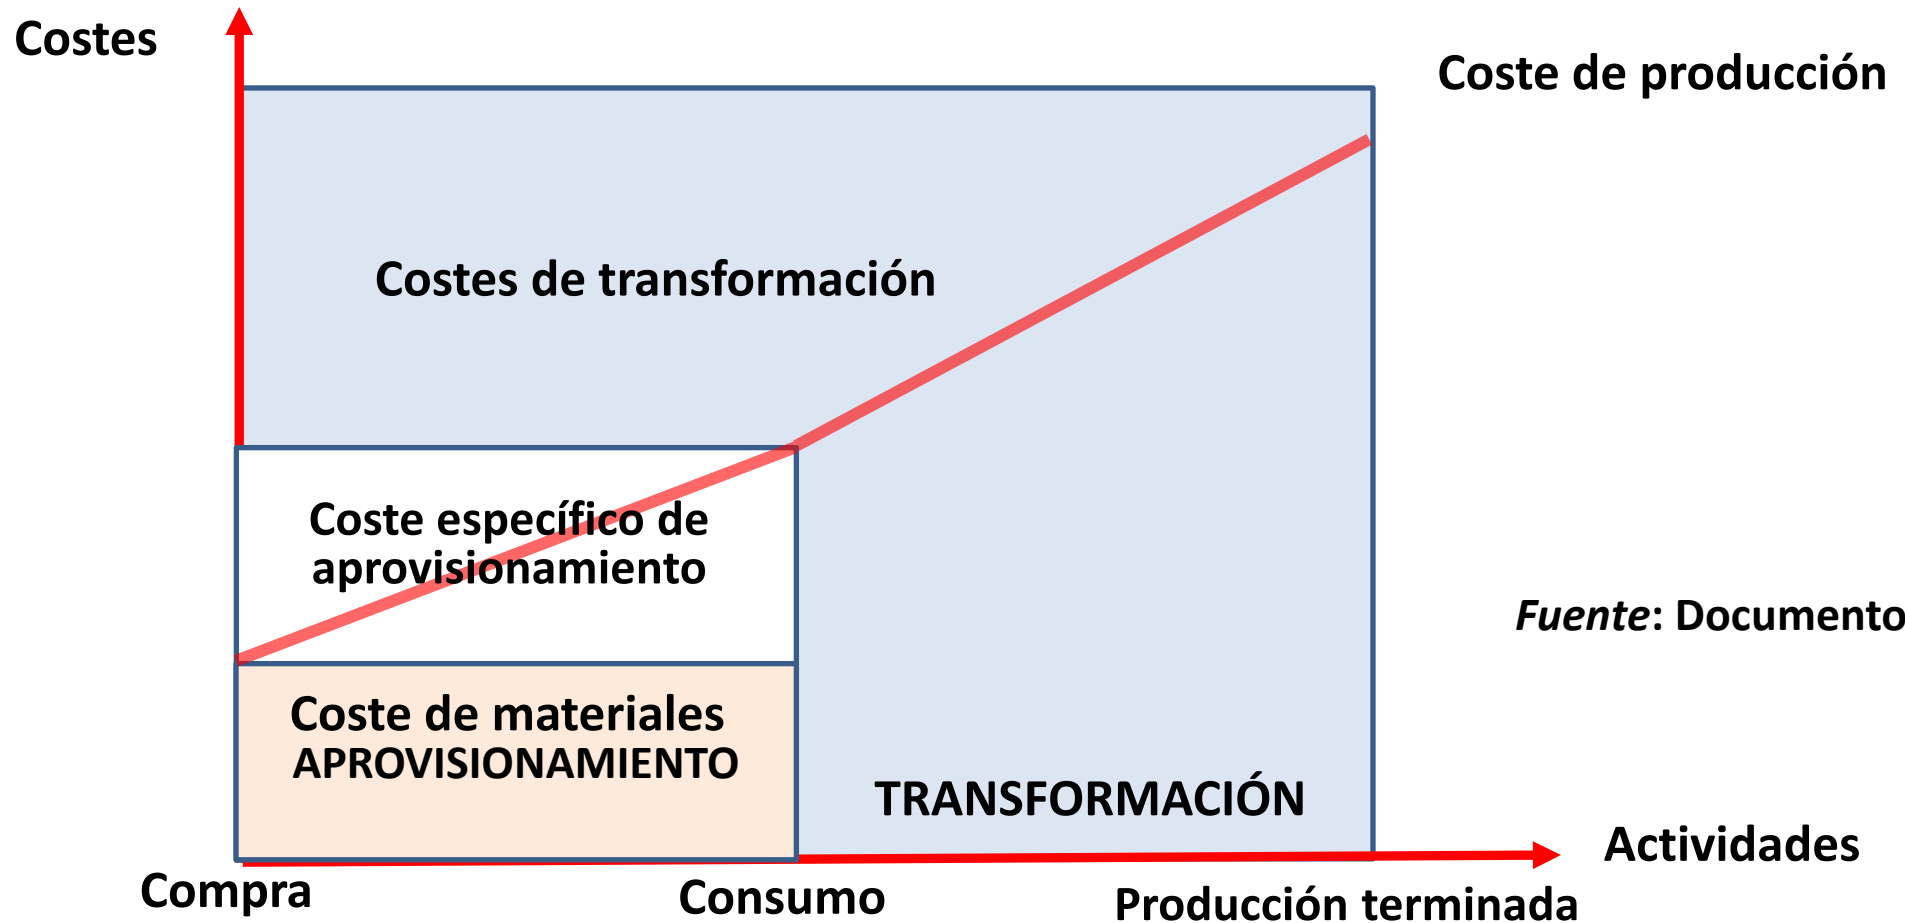 Costes
Coste de producción
Costes de transformación
Coste específico de
aprovisionamiento
Fuente: Documento
Coste de materiales
APROVISIONAMIENTO
TRANSFORMACIÓN
Actividades
Compra
Consumo
Producción terminada